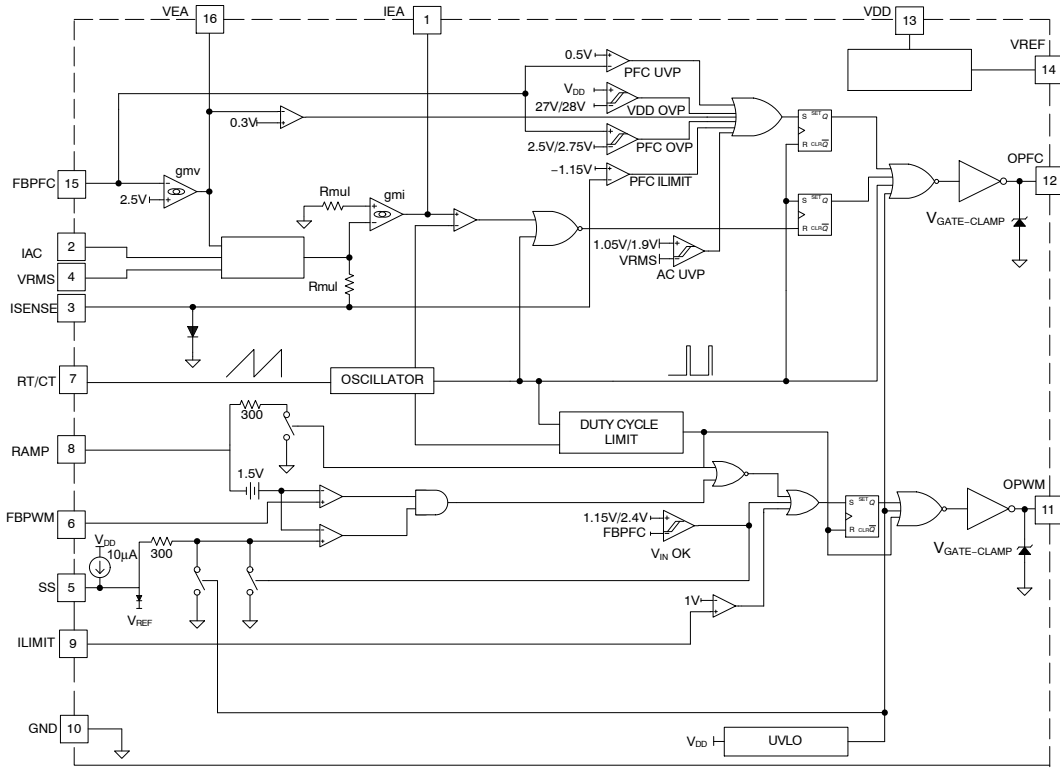 VEA
16
IEA
1
VDD
13
VREF
14
0.5V
PFC UVP
VDD
27V/28V
VDD OVP
0.3V
2.5V/2.75V
PFC OVP
S SET Q
R CLR Q
FBPFC
15
gmv
2.5V
−1.15V
PFC ILIMIT
OPFC
12
Rmul
gmi
S SET Q
R CLR Q
VGATE−CLAMP
IAC
2
1.05V/1.9V
VRMS
AC UVP
VRMS
4
Rmul
ISENSE
3
RT/CT
7
OSCILLATOR
300
DUTY CYCLE
LIMIT
RAMP
8
1.5V
OPWM
11
FBPWM
6
1.15V/2.4V
FBPFC
VIN OK
S SET Q
R CLR Q
VDD
10μA
300
VGATE−CLAMP
SS
5
VREF
1V
ILIMIT
9
GND
10
VDD
UVLO